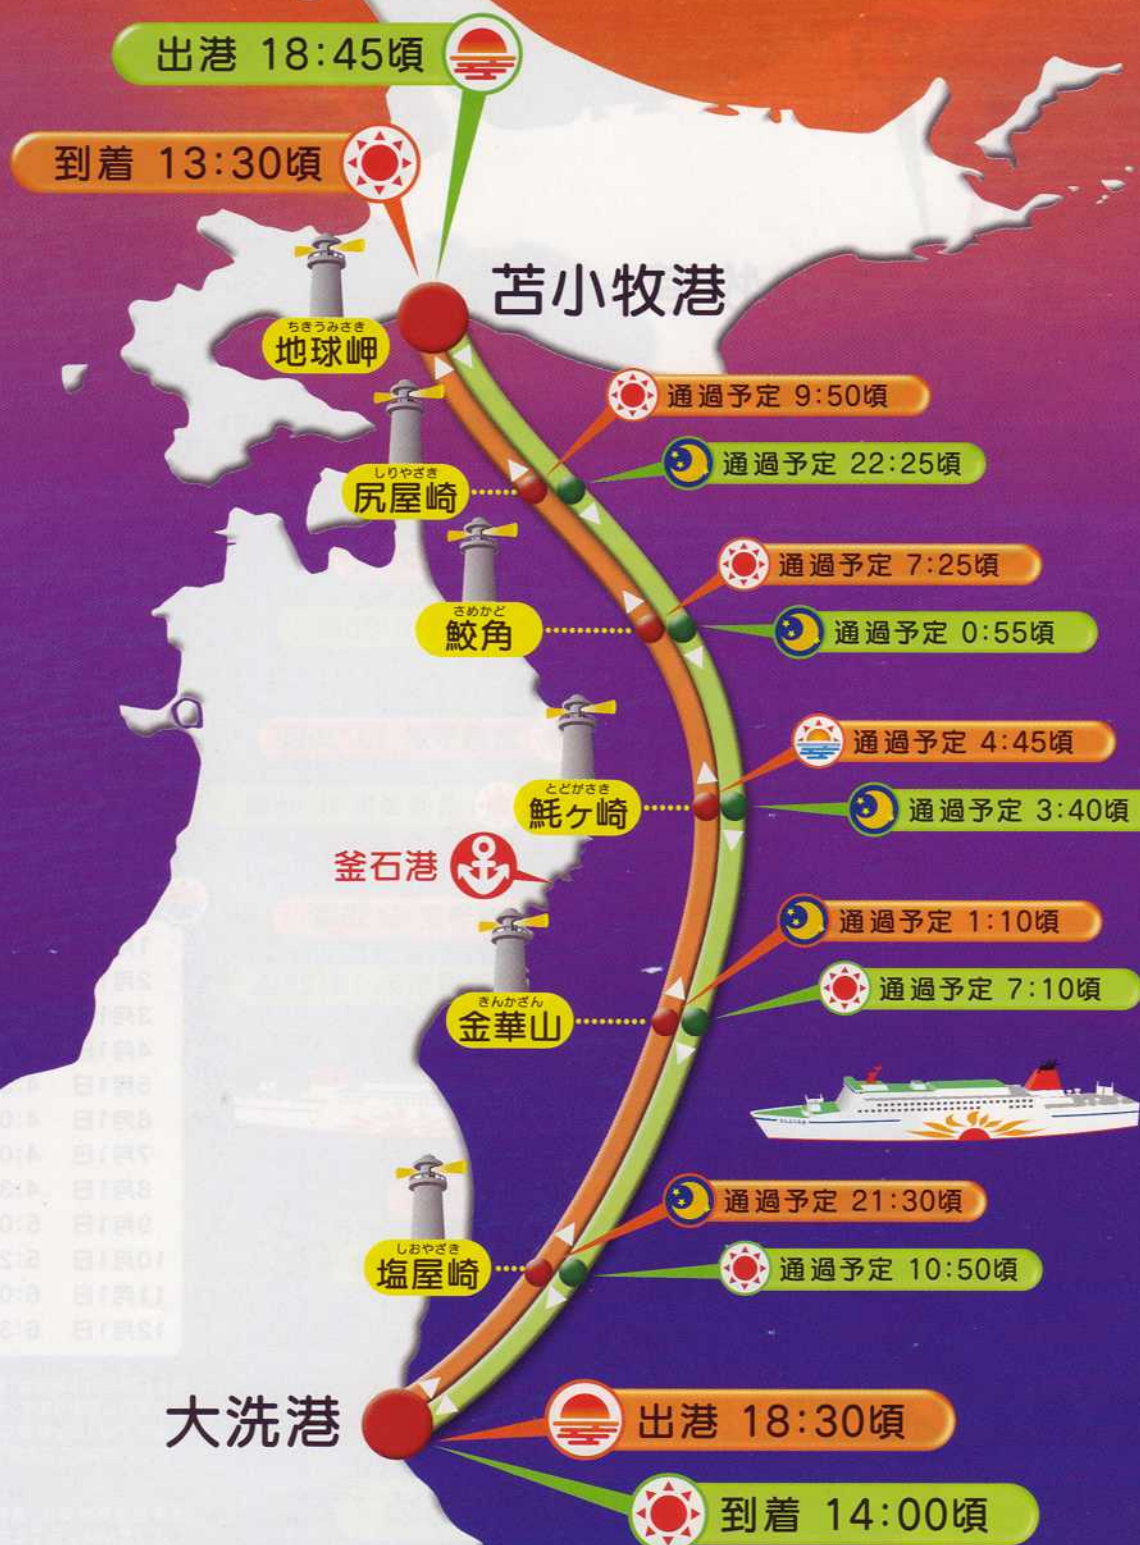 出港 18:45頃
到着 13:30頃
苫小牧港
ちきうみさき
地球岬
通過予定 9:50頃
通過予定 22:25頃
しりやざき
尻屋崎
通過予定 7:25頃
さめかど
鮫角
通過予定 0:55頃
通過予定 4:45頃
とどがさき
魹ヶ崎
通過予定 3:40頃
釜石港
通過予定 1:10頃
通過予定 7:10頃
きんかざん
金華山
通過予定 21:30頃
しおやざき
塩屋崎
通過予定 10:50頃
大洗港
出港 18:30頃
到着 14:00頃